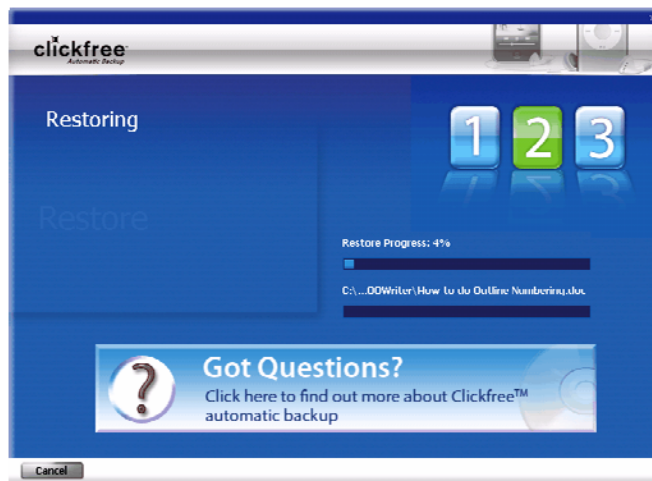 clickfree
Automatic Backup
Restoring
1 2 3
Restore
Restore Progress: 4%
C:\...OOWriter\How to do Outline Numbering.doc
?
Got Questions?
Click here to find out more about Clickfree™
automatic backup
Cancel